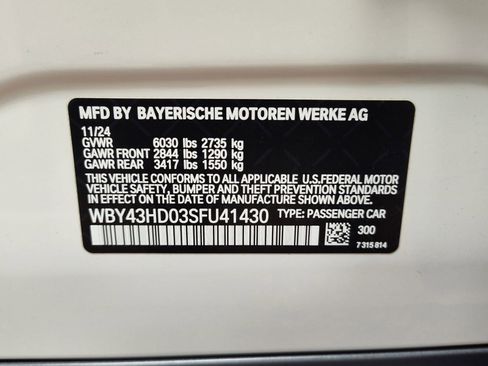 MFD BY BAYERISCHE MOTOREN WERKE AG
11/24
GVWR 6030 lbs 2735 kg
GAWR FRONT 2844 lbs 1290 kg
GAWR REAR 3417 lbs 1550 kg
THIS VEHICLE CONFORMS TO ALL APPLICABLE U.S.FEDERAL MOTOR
VEHICLE SAFETY, BUMPER AND THEFT PREVENTION STANDARDS
IN EFFECT ON THE DATE OF MANUFACTURE SHOWN ABOVE.
WBY43HD03SFU41430 TYPE: PASSENGER CAR
300
7 315 814